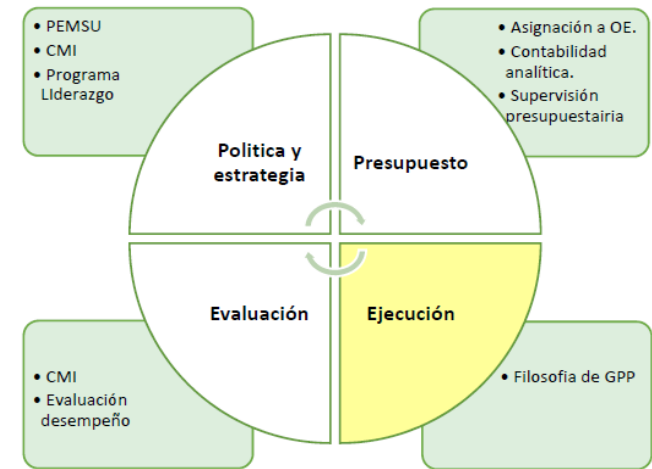 • PEMSU
• CMI
• Programa
LIderazgo
• Asignación a OE.
• Contabilidad
analítica.
• Supervisión
presupuestairia
Politica y
estrategia
Presupuesto
Evaluación
Ejecución
• CMI
• Evaluación
desempeño
• Filosofia de GPP